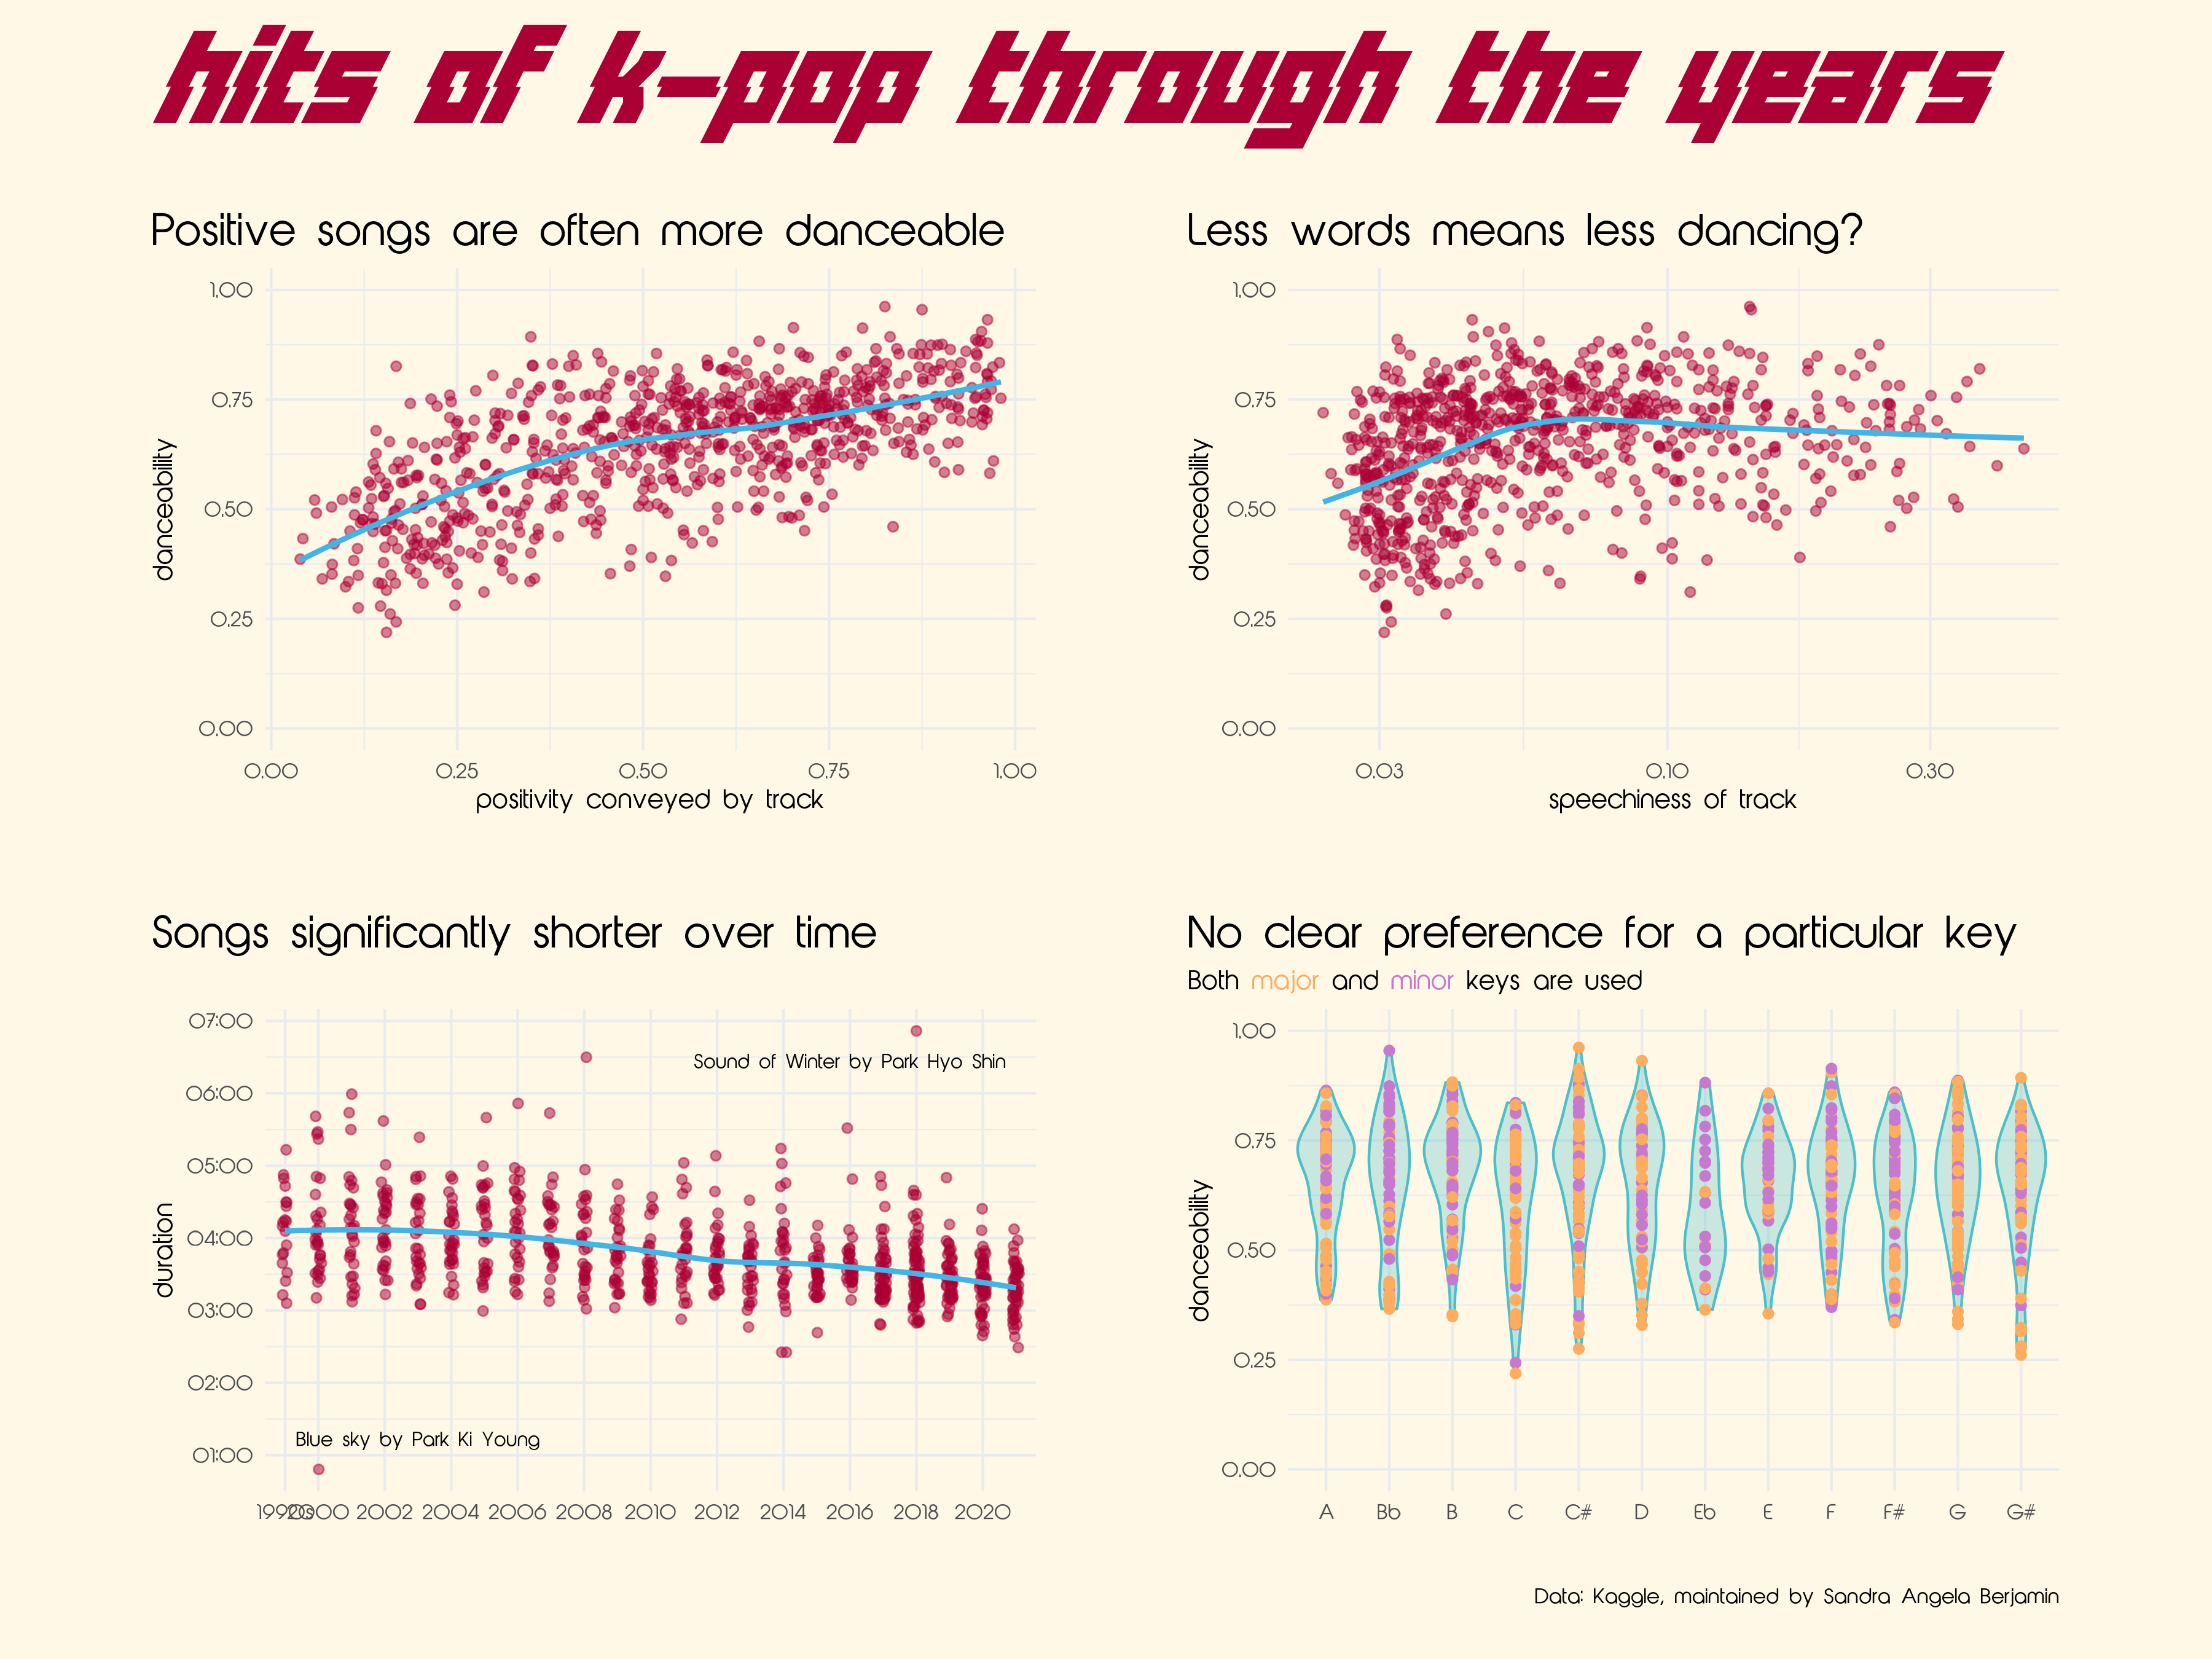 hits of k-pop through the years
Positive songs are often more danceable
1.00
0.75
0.50
0.25
0.00
danceability
0.00 0.25 0.50 0.75 1.00
positivity conveyed by track
Less words means less dancing?
1.00
0.75
0.50
0.25
0.00
danceability
0.03 0.10 0.30
speechiness of track
Songs significantly shorter over time
07:00
06:00
05:00
04:00
03:00
02:00
01:00
duration
Sound of Winter by Park Hyo Shin
Blue sky by Park Ki Young
1990s 2000 2002 2004 2006 2008 2010 2012 2014 2016 2018 2020
No clear preference for a particular key
Both major and minor keys are used
1.00
0.75
0.50
0.25
0.00
danceability
A Bb B C C# D Eb E F F# G G#
Data: Kaggle, maintained by Sandra Angela Berjamin